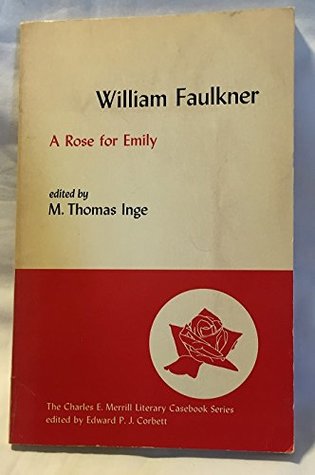 William Faulkner
A Rose for Emily
edited by
M. Thomas Inge
The Charles E. Merrill Literary Casebook Series
edited by Edward P. J. Corbett